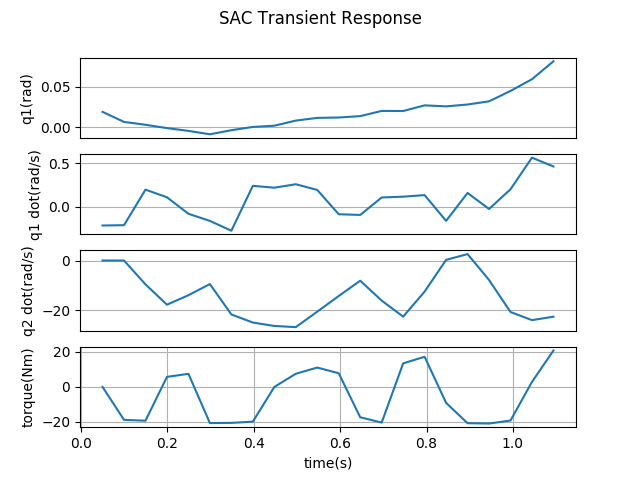 SAC Transient Response
0.05
0.00
q1(rad)
0.5
0.0
q1 dot(rad/s)
0
−20
q2 dot(rad/s)
20
0
−20
torque(Nm)
0.0 0.2 0.4 0.6 0.8 1.0
time(s)